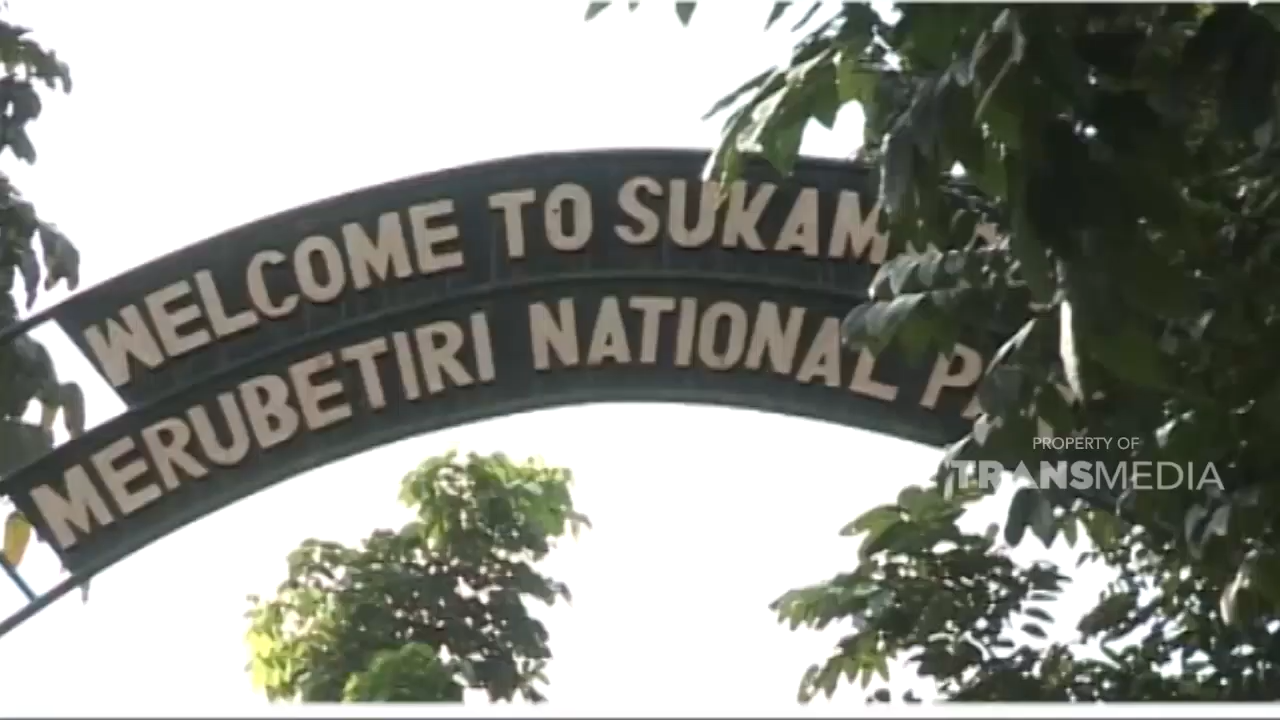 WELCOME TO SUKAM
MERUBETIRI NATIONAL
PROPERTY OF
TRANSMEDIA